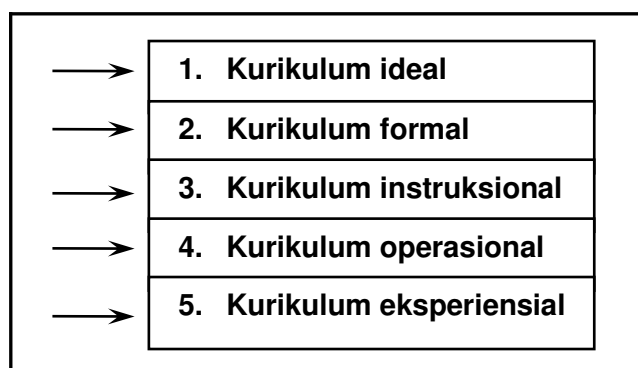 1. Kurikulum ideal
2. Kurikulum formal
3. Kurikulum instruksional
4. Kurikulum operasional
5. Kurikulum eksperiensial